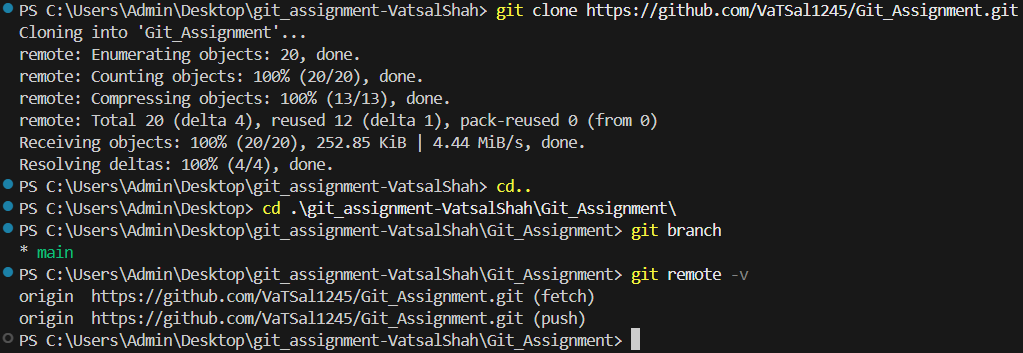 PS C:\Users\Admin\Desktop\git_assignment-VatsalShah> git clone https://github.com/VaTSal1245/Git_Assignment.git
Cloning into 'Git_Assignment'...
remote: Enumerating objects: 20, done.
remote: Counting objects: 100% (20/20), done.
remote: Compressing objects: 100% (13/13), done.
remote: Total 20 (delta 4), reused 12 (delta 1), pack-reused 0 (from 0)
Receiving objects: 100% (20/20), 252.85 KiB | 4.44 MiB/s, done.
Resolving deltas: 100% (4/4), done.
PS C:\Users\Admin\Desktop\git_assignment-VatsalShah> cd..
PS C:\Users\Admin\Desktop> cd .\git_assignment-VatsalShah\Git_Assignment\
PS C:\Users\Admin\Desktop\git_assignment-VatsalShah\Git_Assignment> git branch
* main
PS C:\Users\Admin\Desktop\git_assignment-VatsalShah\Git_Assignment> git remote -v
origin  https://github.com/VaTSal1245/Git_Assignment.git (fetch)
origin  https://github.com/VaTSal1245/Git_Assignment.git (push)
PS C:\Users\Admin\Desktop\git_assignment-VatsalShah\Git_Assignment>